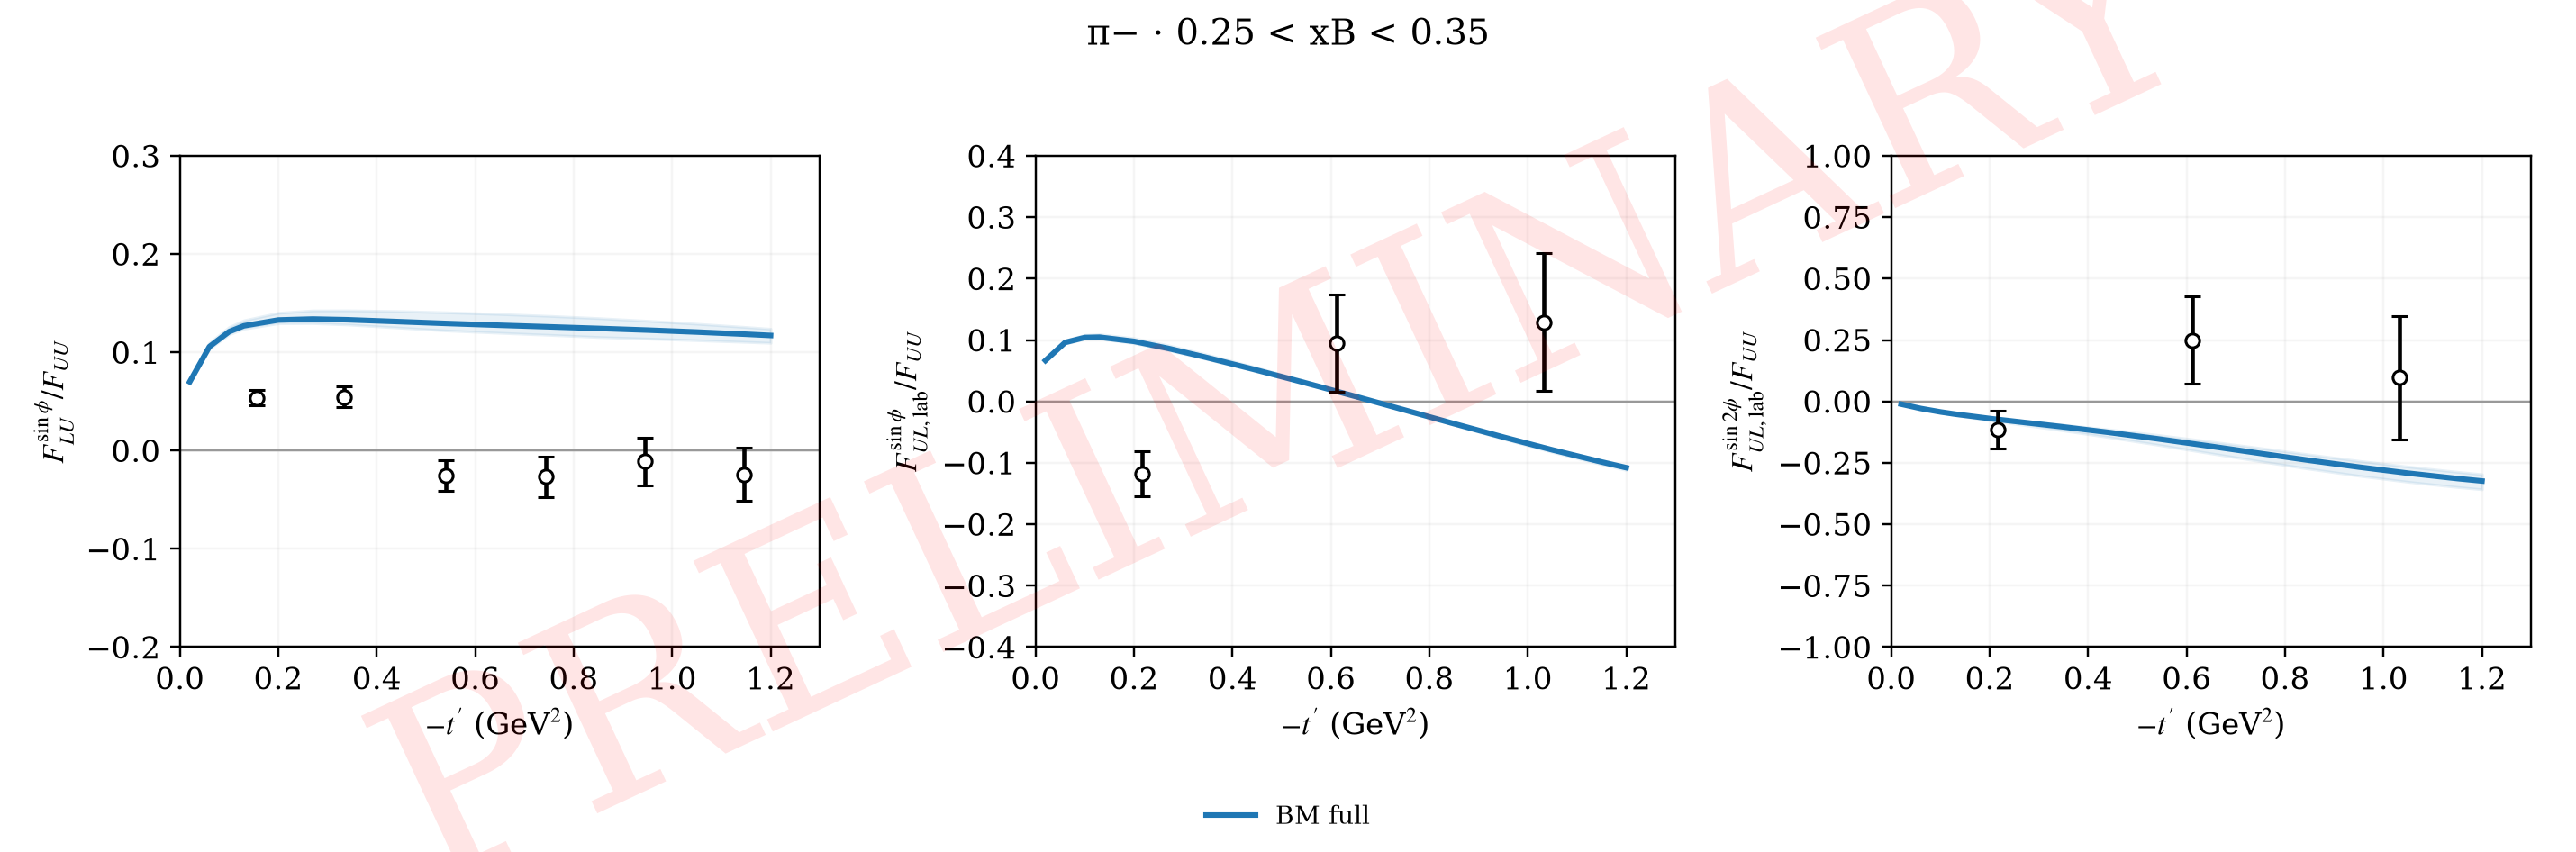 π− · 0.25 < xB < 0.35
PRELIMINARY
0.3
0.2
0.1
0.0
−0.1
−0.2
0.0 0.2 0.4 0.6 0.8 1.0 1.2
−t′ (GeV²)
F_{LU}^{sin ϕ}/F_{UU}
0.4
0.3
0.2
0.1
0.0
−0.1
−0.2
−0.3
−0.4
0.0 0.2 0.4 0.6 0.8 1.0 1.2
−t′ (GeV²)
F_{UL, lab}^{sin ϕ}/F_{UU}
1.00
0.75
0.50
0.25
0.00
−0.25
−0.50
−0.75
−1.00
0.0 0.2 0.4 0.6 0.8 1.0 1.2
−t′ (GeV²)
F_{UL, lab}^{sin 2ϕ}/F_{UU}
BM full